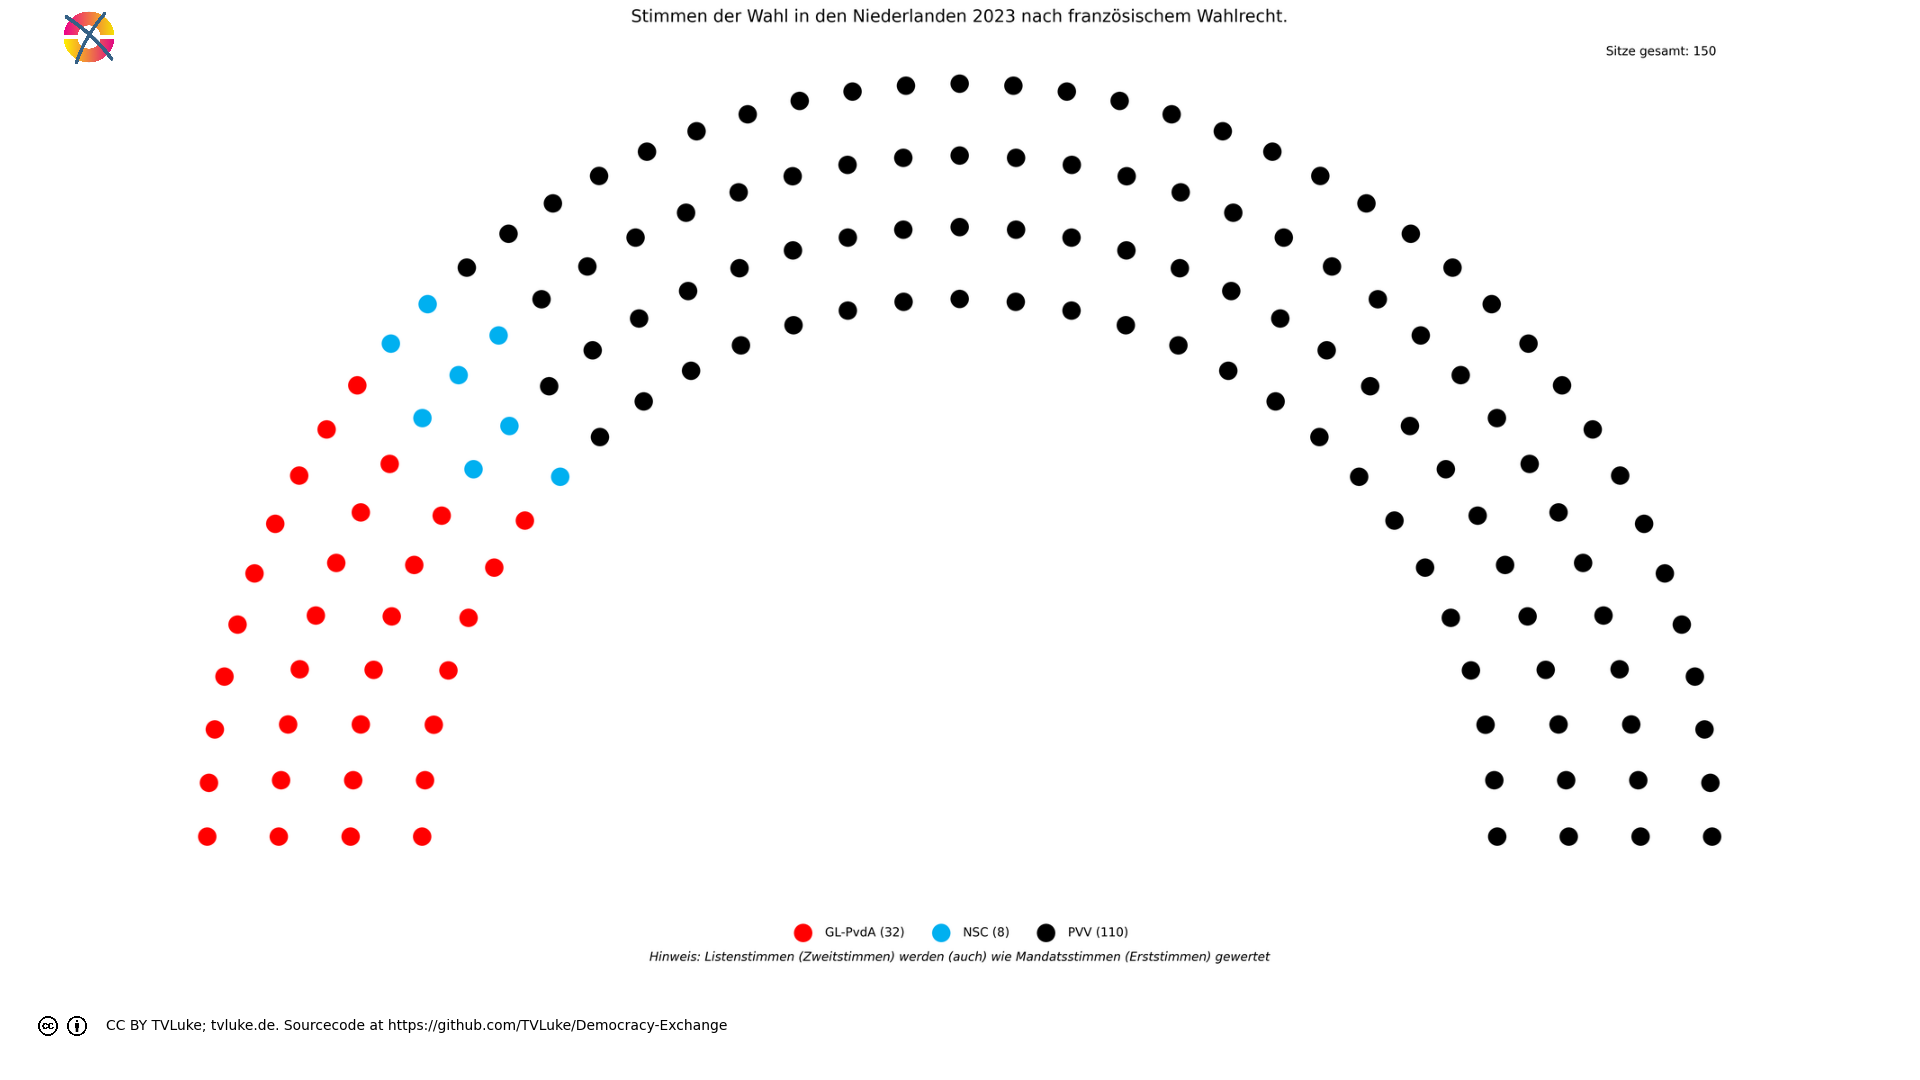 Stimmen der Wahl in den Niederlanden 2023 nach französischem Wahlrecht.
Sitze gesamt: 150
GL-PvdA (32) NSC (8) PVV (110)
Hinweis: Listenstimmen (Zweitstimmen) werden (auch) wie Mandatsstimmen (Erststimmen) gewertet
cc CC BY TVLuke; tvluke.de. Sourcecode at https://github.com/TVLuke/Democracy-Exchange